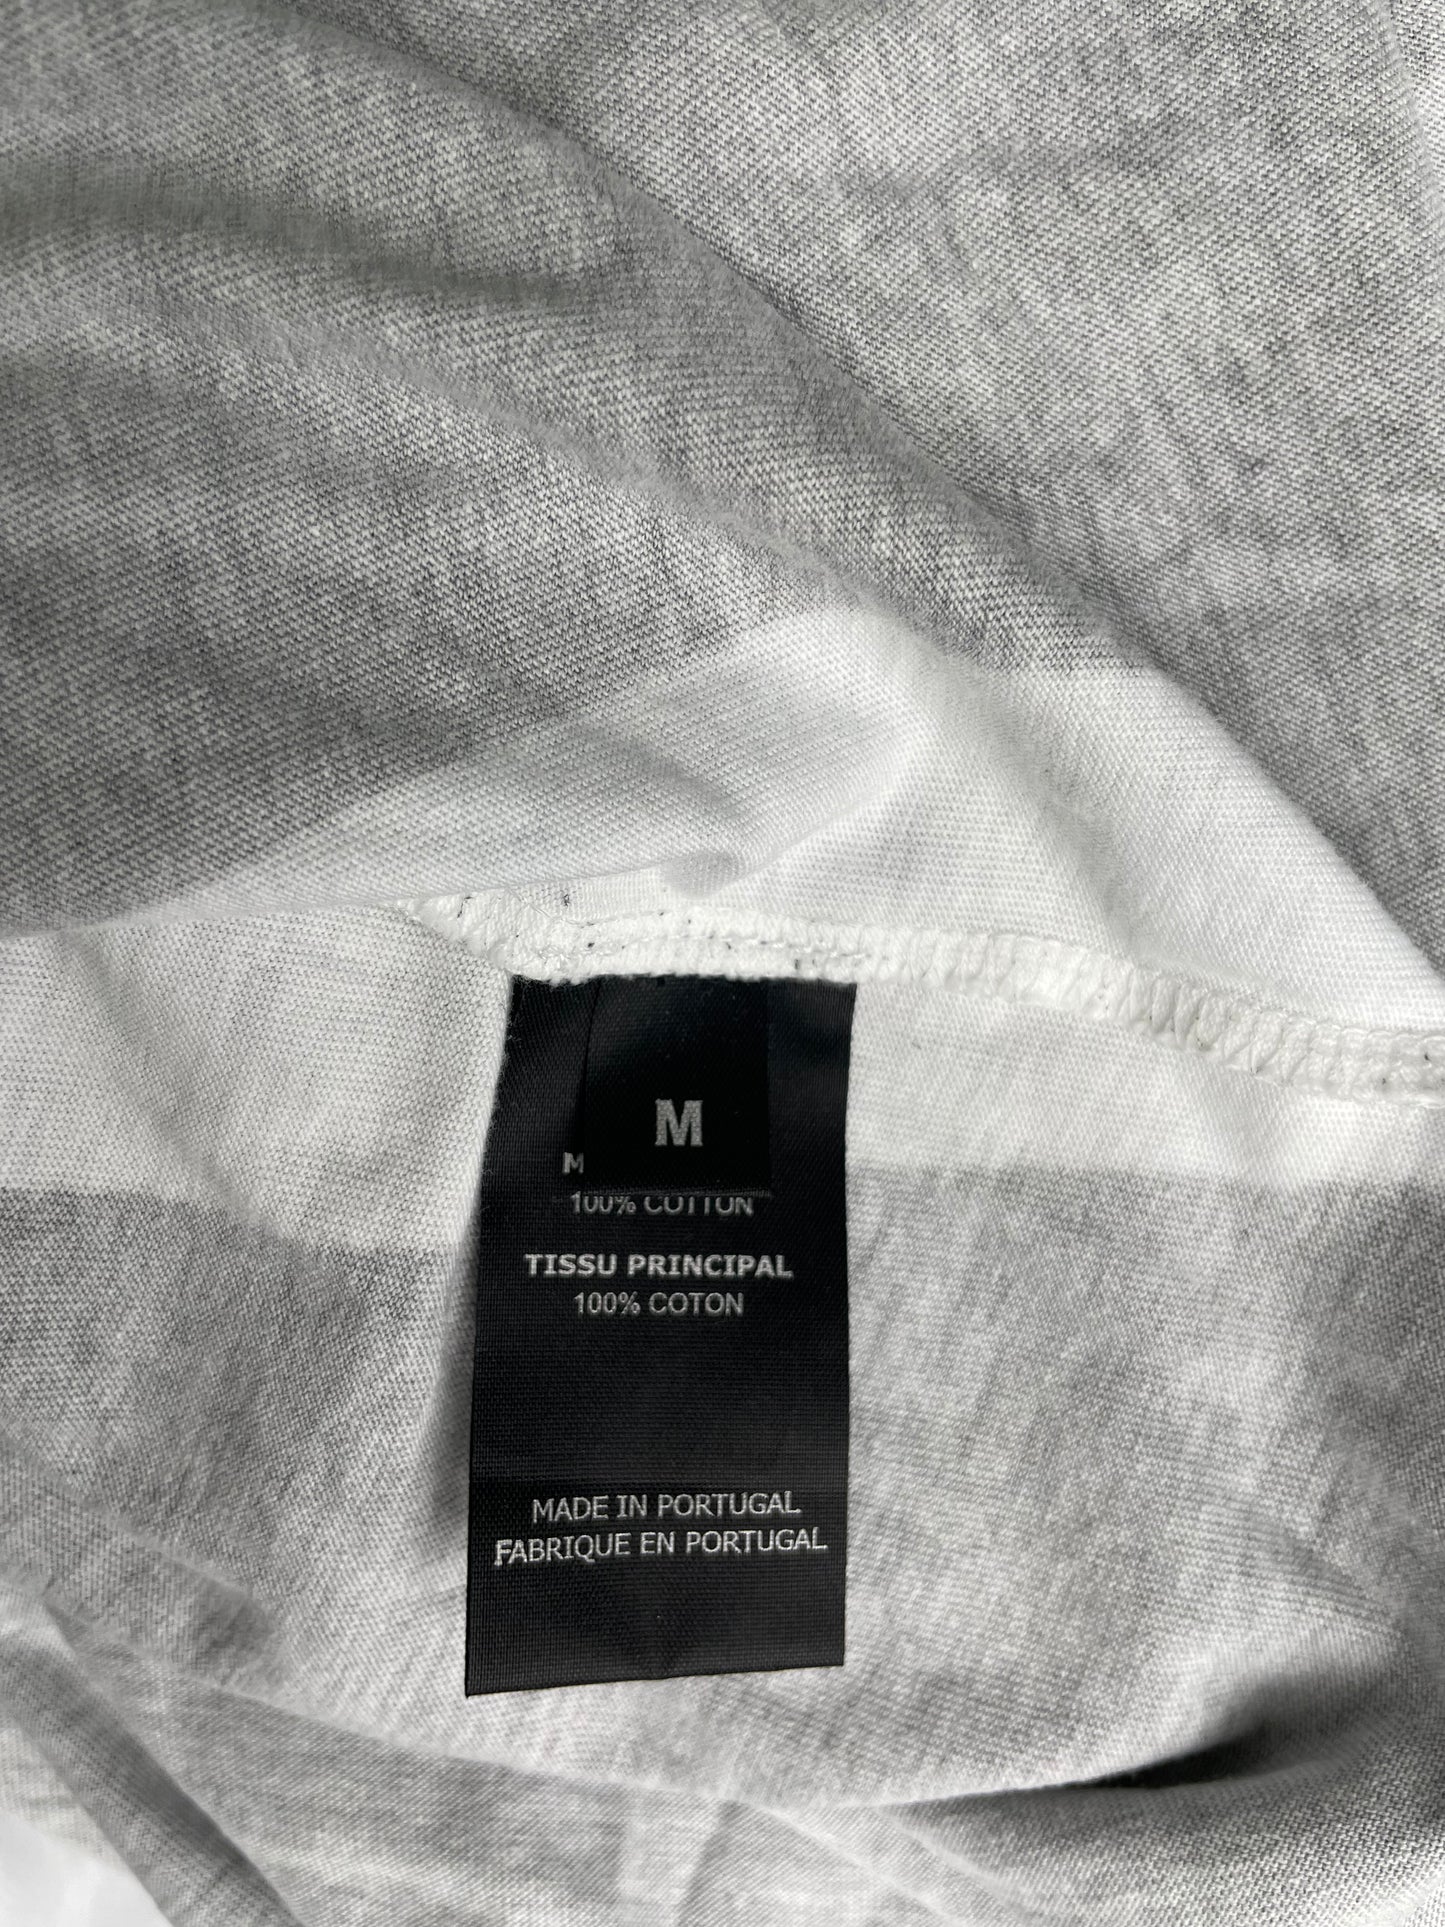 M
M
100% COTTON
TISSU PRINCIPAL
100% COTON
MADE IN PORTUGAL
FABRIQUE EN PORTUGAL